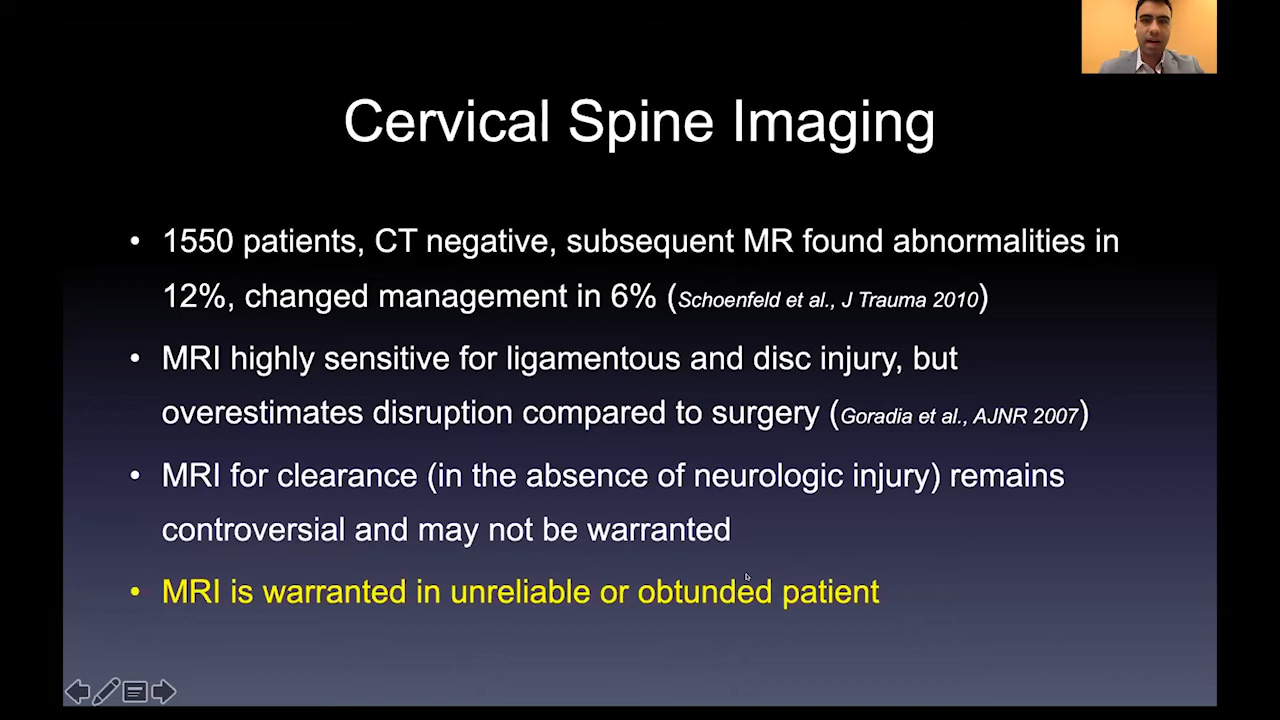 Cervical Spine Imaging
• 1550 patients, CT negative, subsequent MR found abnormalities in
12%, changed management in 6% (Schoenfeld et al., J Trauma 2010)
• MRI highly sensitive for ligamentous and disc injury, but
overestimates disruption compared to surgery (Goradia et al., AJNR 2007)
• MRI for clearance (in the absence of neurologic injury) remains
controversial and may not be warranted
• MRI is warranted in unreliable or obtunded patient